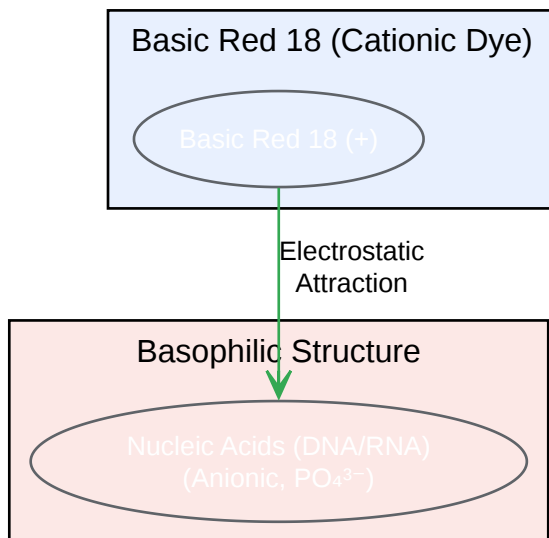 Basic Red 18 (Cationic Dye)
Basic Red 18 (+)
Electrostatic
Attraction
Basophilic Structure
Nucleic Acids (DNA/RNA)
(Anionic, PO₄³⁻)